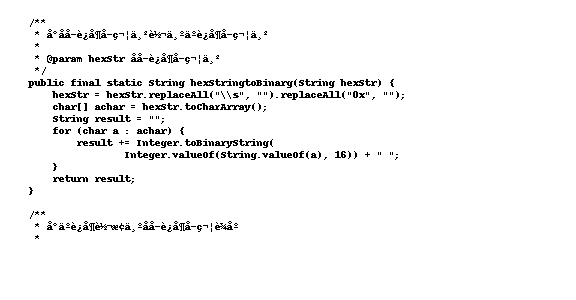 /**
 * å°åå­è¿å¶å­ç¬¦ä¸²è½¬ä¸ºäºè¿å¶å­ç¬¦ä¸²
 *
 * @param hexStr åå­è¿å¶å­ç¬¦ä¸²
 */
public final static String hexStringtoBinarg(String hexStr) {
    hexStr = hexStr.replaceAll("\\s", "").replaceAll("0x", "");
    char[] achar = hexStr.toCharArray();
    String result = "";
    for (char a : achar) {
        result += Integer.toBinaryString(
                Integer.valueOf(String.valueOf(a), 16)) + " ";
    }
    return result;
}
/**
 * å°äºè¿å¶è½¬æ¢ä¸ºåå­è¿å¶å­ç¬¦è¾åº
 *